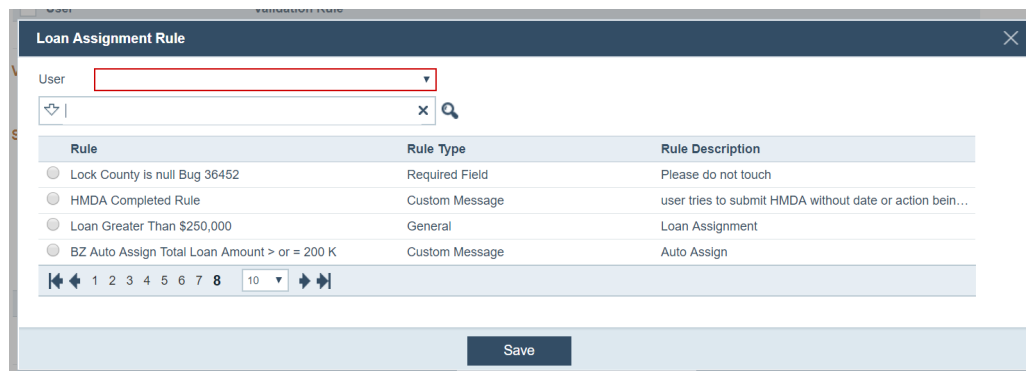 User Validation Rule
Loan Assignment Rule
User
Rule Rule Type Rule Description
Lock County is null Bug 36452 Required Field Please do not touch
HMDA Completed Rule Custom Message user tries to submit HMDA without date or action bein...
Loan Greater Than $250,000 General Loan Assignment
BZ Auto Assign Total Loan Amount > or = 200 K Custom Message Auto Assign
1 2 3 4 5 6 7 8 10
Save